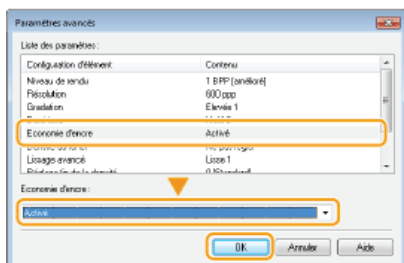 Paramètres avancés
Liste des paramètres :
Configuration d'élément Contenu
Niveau de rendu 1 BPP [amélioré]
Résolution 600 ppp
Gradation Elevée 1
Economie d'encre Activé
Lissage avancé Lisse 1
Economie d'encre :
Activé
OK Annuler Aide